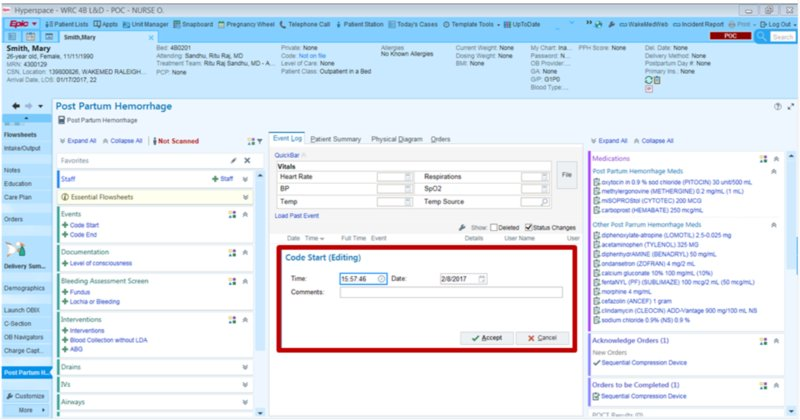 Hyperspace - WRC 4B L&D - POC - NURSE O.
Epic Patient Lists Appts Unit Manager Snapboard Pregnancy Wheel Telephone Call Patient Station Today's Cases Template Tools UpToDate WakeMedWeb Incident Report Print Log Out
Smith,Mary
POC
Search
Smith, Mary
26-year old, Female, 11/11/1990
MRN: 4300129
CSN, Location: 139800826, WAKEMED RALEIGH...
Arrival Date, LOS: 01/17/2017, 22
Bed: 4B0201
Attending: Sandhu, Ritu Raj, MD
Treatment Team: Ritu Raj Sandhu, MD - A...
PCP: None
Private: None
Code: Not on file
Level of Care: None
Patient Class: Outpatient in a Bed
Allergies
No Known Allergies
Current Weight: None
Dosing Weight: None
BMI: None
My Chart: Ina...
Password: N...
OB Provider:...
GA: None
G/P: G1P0
Blood Type:...
PPH Score: None
Del. Date: None
Delivery Method: None
Postpartum Day #: None
Primary Ins.: None
Post Partum Hemorrhage
Post Partum Hemorrhage
Flowsheets
Intake/Output
Notes
Education
Care Plan
Orders
Delivery Sum...
Demographics
Launch OBIX
C-Section
OB Navigators
Charge Capt...
Post Partum H...
Customize
More
Expand All Collapse All Not Scanned
Favorites
Staff
+ Staff
Essential Flowsheets
Events
+ Code Start
+ Code End
Documentation
+ Level of consciousness
Bleeding Assessment Screen
+ Fundus
+ Lochia or Bleeding
Interventions
+ Interventions
+ Blood Collection without LDA
+ ABG
Drains
IVs
Airways
Event Log Patient Summary Physical Diagram Orders
QuickBar
Vitals
Heart Rate Respirations
BP SpO2
Temp Temp Source
File
Load Past Event
Show: Deleted Status Changes
Date Time Full Time Event Details User Name User
Code Start (Editing)
Time: 15:57:46 Date: 2/8/2017
Comments:
Accept Cancel
Expand All Collapse All
Medications
Post Partum Hemorrhage Meds
oxytocin in 0.9 % sod chloride (PITOCIN) 30 unit/500 mL
methylergonovine (METHERGINE) 0.2 mg/mL (1 mL)
miSOPROStol (CYTOTEC) 200 MCG
carboprost (HEMABATE) 250 mcg/mL
Other Post Partum Hemorrhage Meds
diphenoxylate-atropine (LOMOTIL) 2.5-0.025 mg
acetaminophen (TYLENOL) 325 MG
diphenhydrAMINE (BENADRYL) 50 mg/mL
ondansetron (ZOFRAN) 4 mg/2 mL
calcium gluconate 10% 100 mg/mL (10%)
fentaNYL (PF) (SUBLIMAZE) 100 mcg/2 mL (50 mcg/mL)
morphine 4 mg/mL
cefazolin (ANCEF) 1 gram
clindamycin (CLEOCIN) ADD-Vantage 900 mg/100 mL NS
sodium chloride 0.9% (NS) 0.9 %
Acknowledge Orders (1)
New Orders
Sequential Compression Device
Orders to be Completed (1)
Sequential Compression Device
POCT Results (0)